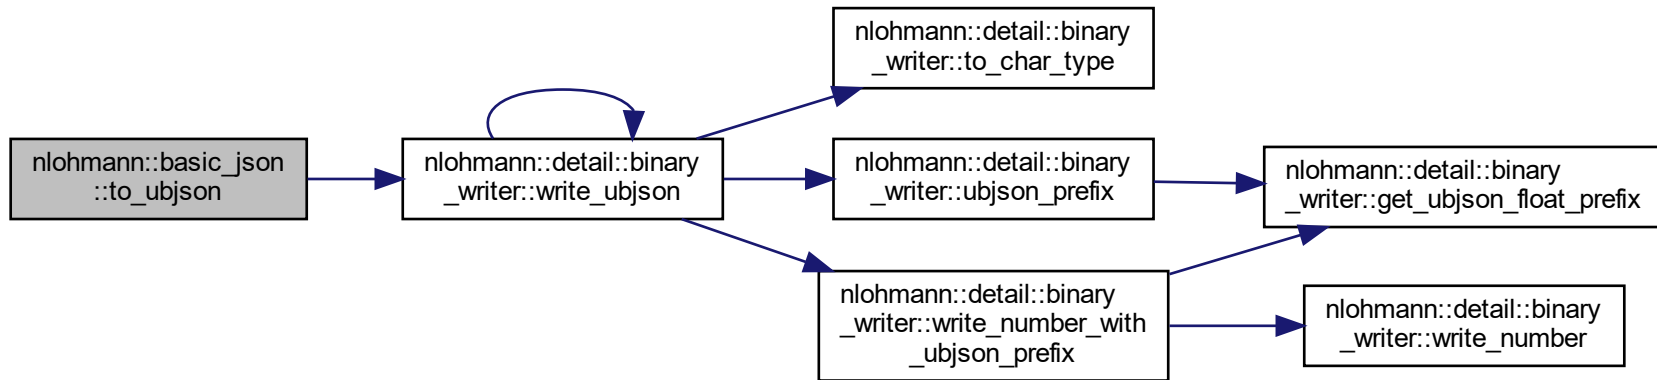 nlohmann::basic_json
::to_ubjson
nlohmann::detail::binary
_writer::write_ubjson
nlohmann::detail::binary
_writer::to_char_type
nlohmann::detail::binary
_writer::ubjson_prefix
nlohmann::detail::binary
_writer::get_ubjson_float_prefix
nlohmann::detail::binary
_writer::write_number_with
_ubjson_prefix
nlohmann::detail::binary
_writer::write_number